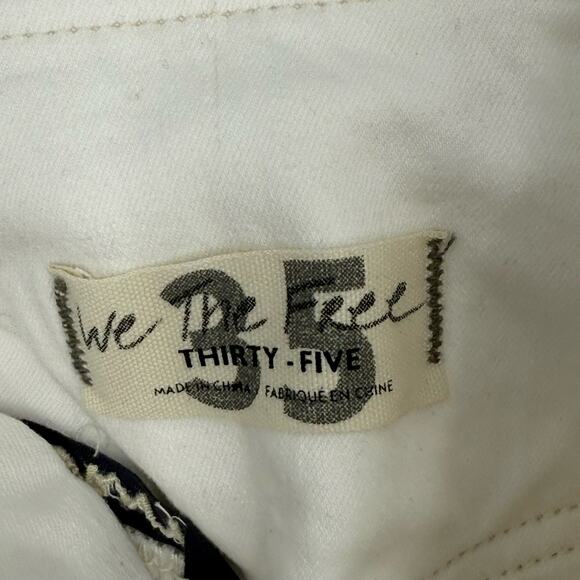 35
We The Free
THIRTY - FIVE
MADE IN CHINA FABRIQUÉ EN CHINE